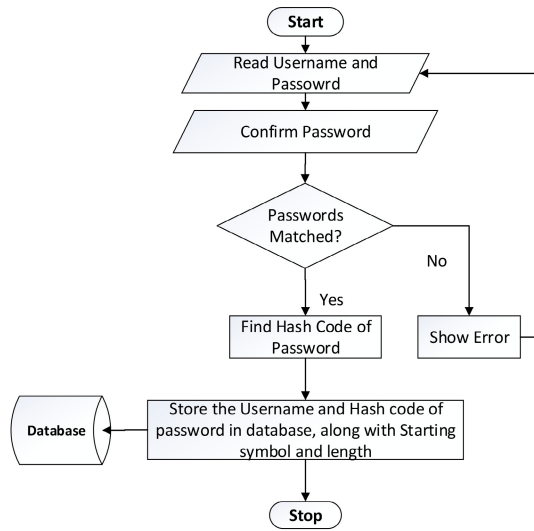 Start
Read Username and
Passowrd
Confirm Password
Passwords
Matched?
No
Yes
Find Hash Code of
Password
Show Error
Store the Username and Hash code of
password in database, along with Starting
symbol and length
Database
Stop